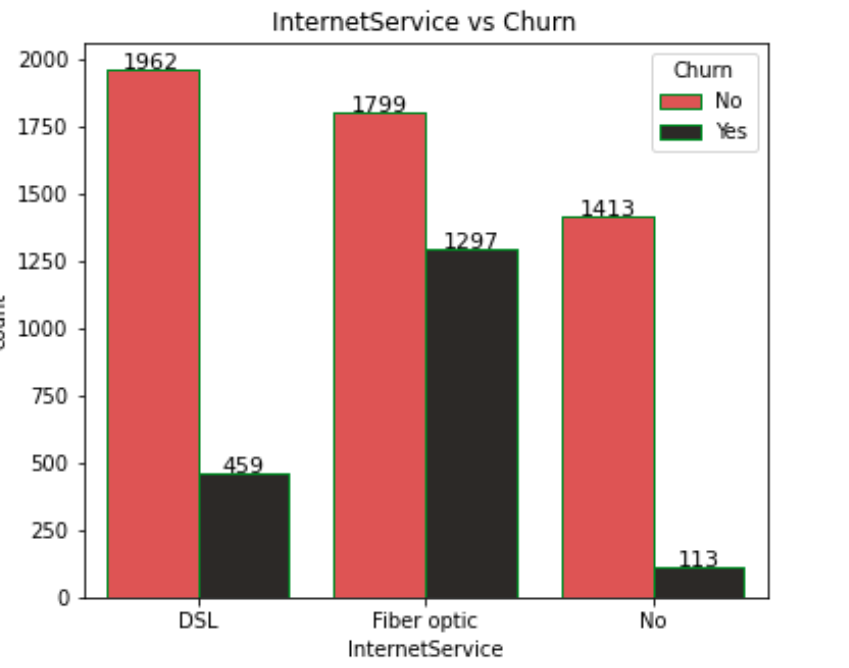 InternetService vs Churn
Churn
No
Yes
2000
1750
1500
1250
1000
750
500
250
0
1962
459
1799
1297
1413
113
DSL
Fiber optic
No
InternetService